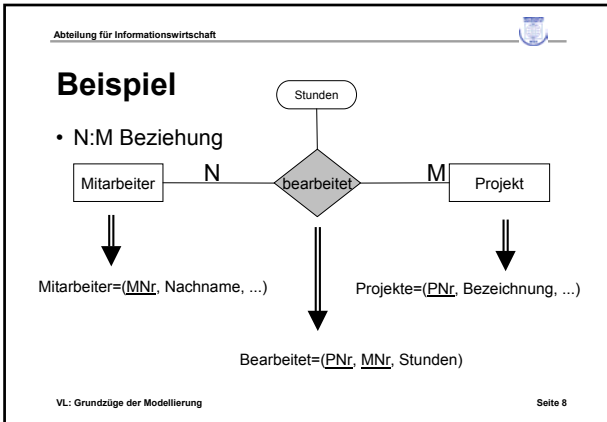 Abteilung für Informationswirtschaft
Beispiel
Stunden
• N:M Beziehung
Mitarbeiter
N
bearbeitet
M
Projekt
Mitarbeiter=(MNr, Nachname, ...)
Projekte=(PNr, Bezeichnung, ...)
Bearbeitet=(PNr, MNr, Stunden)
VL: Grundzüge der Modellierung
Seite 8